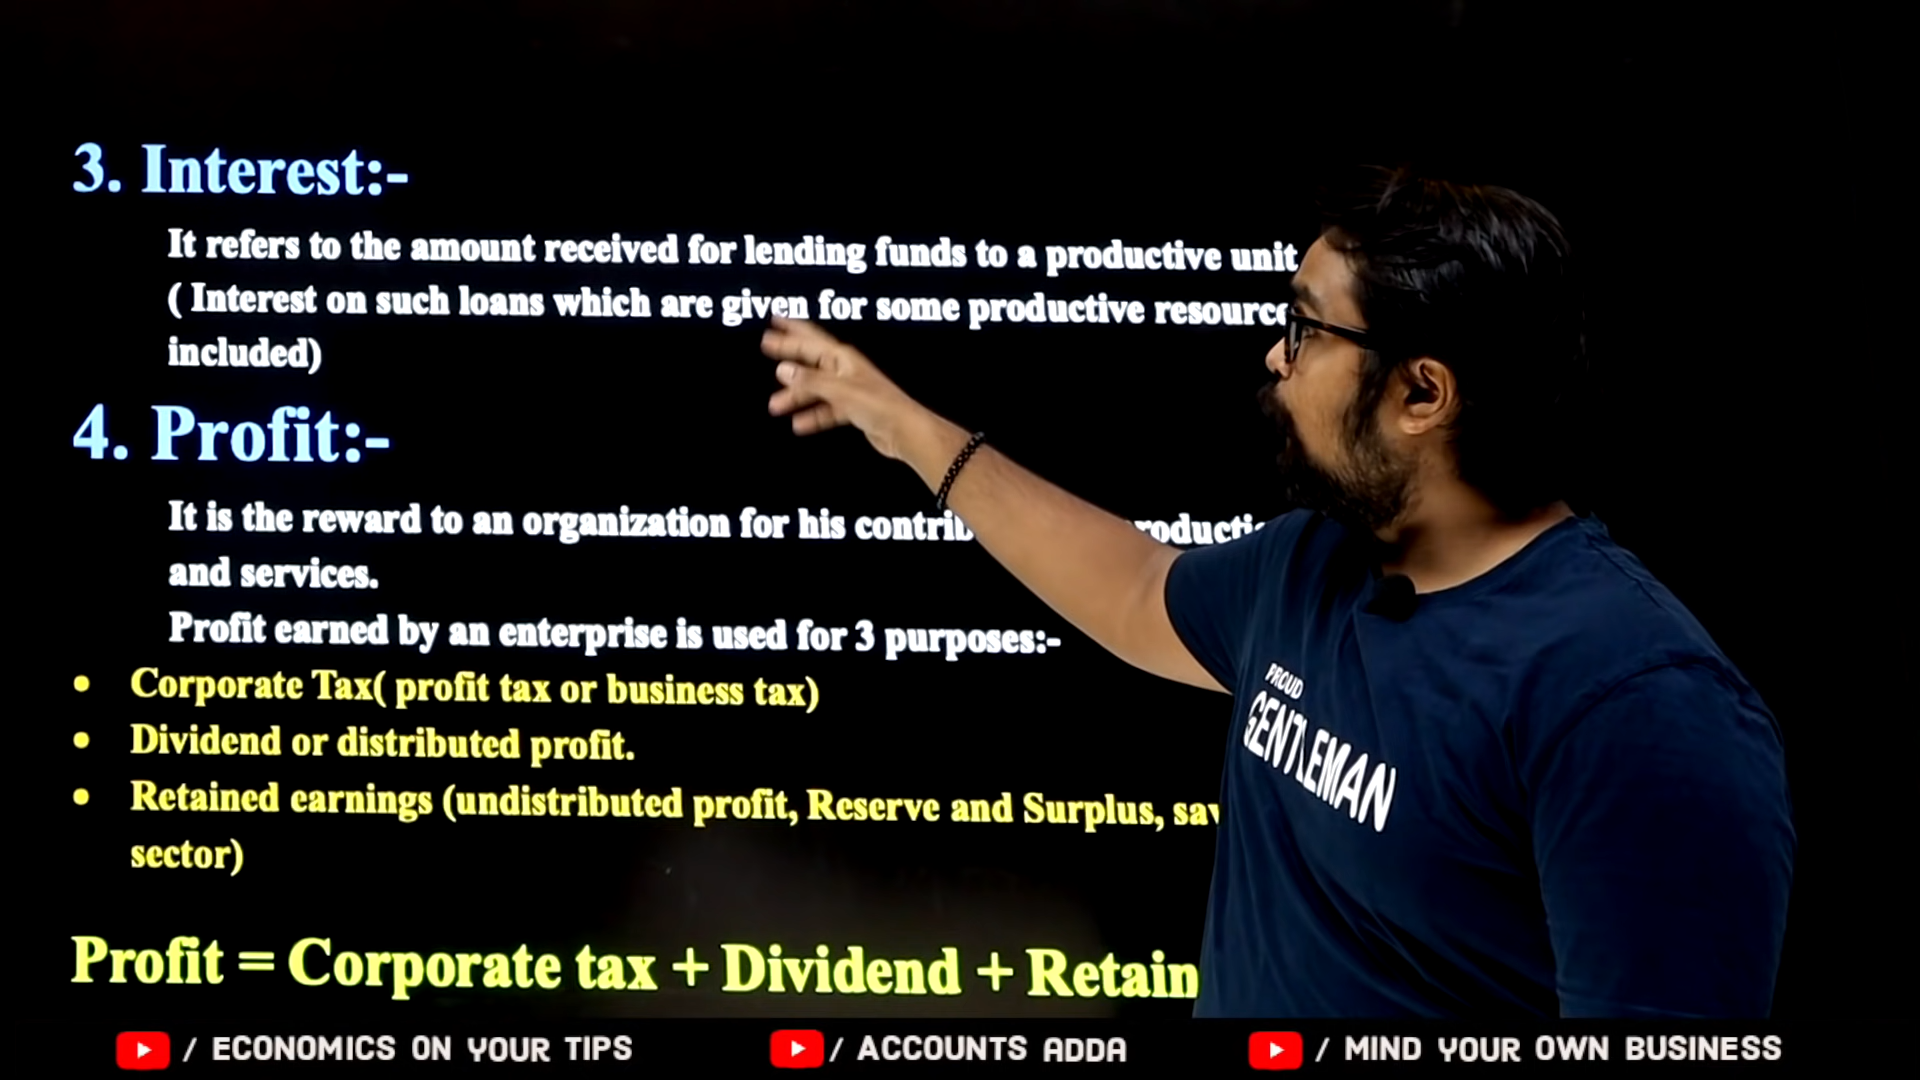 3. Interest:-
It refers to the amount received for lending funds to a productive unit
( Interest on such loans which are given for some productive
included)
4. Profit:-
It is the reward to an organization for his
and services.
Profit earned by an enterprise is used for 3 purposes:-
• Corporate Tax( profit tax or business tax)
• Dividend or distributed profit.
• Retained earnings (undistributed profit, Reserve and Surplus,
sector)
Profit = Corporate tax + Dividend +
PROUD
GENTLEMAN
/ ECONOMICS ON YOUR TIPS
/ ACCOUNTS ADDA
/ MIND YOUR OWN BUSINESS